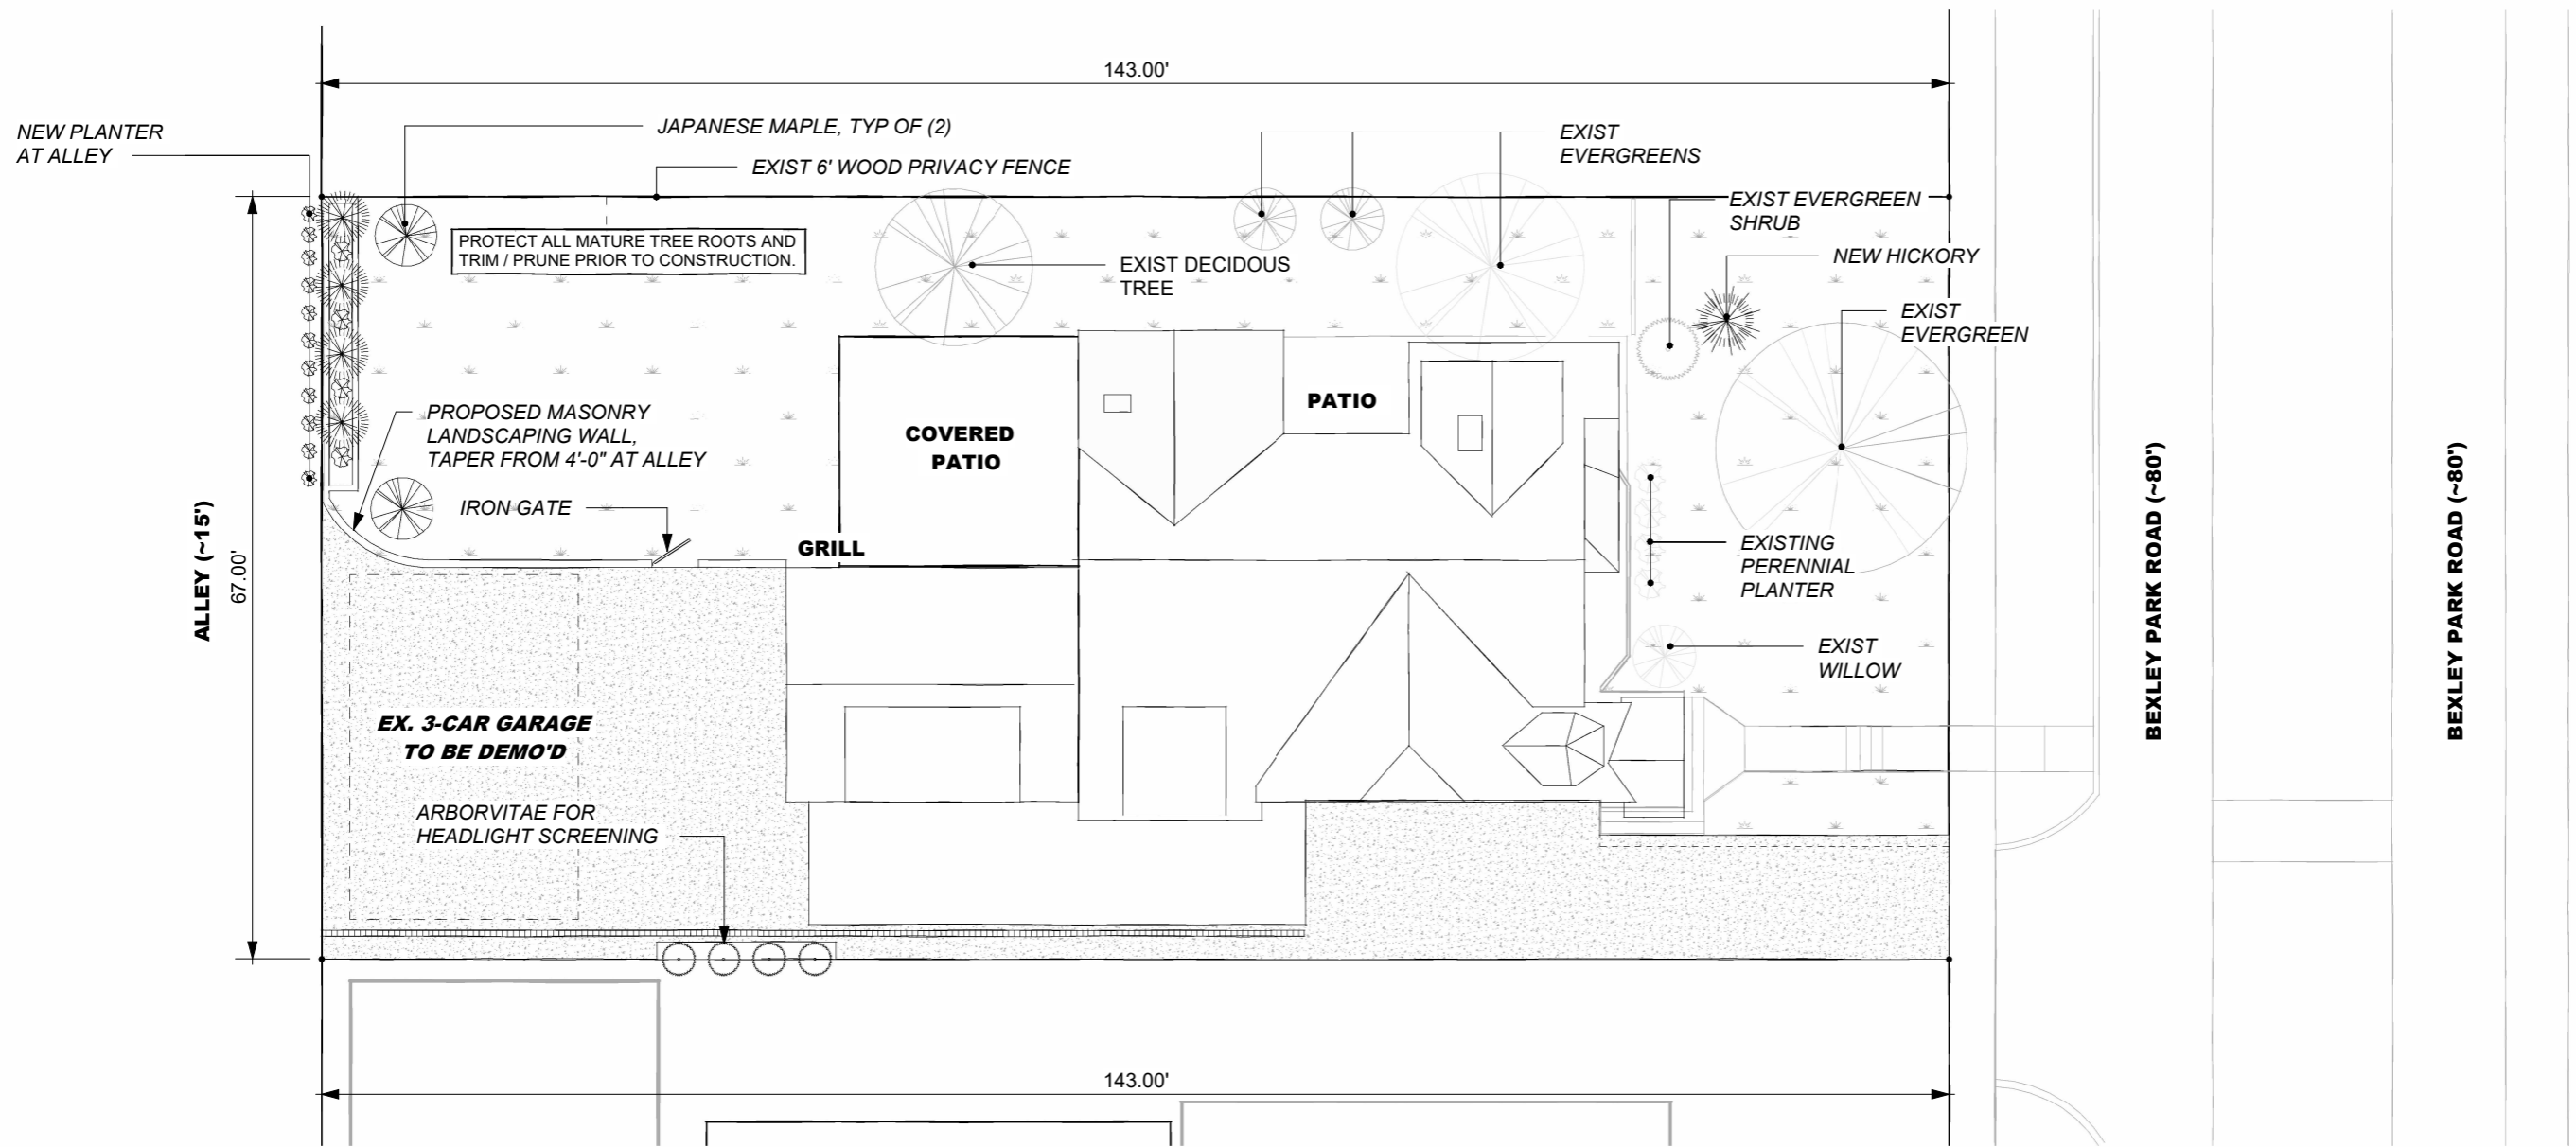 143.00'
NEW PLANTER
AT ALLEY
JAPANESE MAPLE, TYP OF (2)
EXIST 6' WOOD PRIVACY FENCE
EXIST
EVERGREENS
EXIST EVERGREEN
SHRUB
NEW HICKORY
PROTECT ALL MATURE TREE ROOTS AND
TRIM / PRUNE PRIOR TO CONSTRUCTION.
EXIST DECIDOUS
TREE
EXIST
EVERGREEN
PROPOSED MASONRY
LANDSCAPING WALL,
TAPER FROM 4'-0" AT ALLEY
COVERED
PATIO
PATIO
IRON GATE
GRILL
ALLEY (~15')
67.00'
EXISTING
PERENNIAL
PLANTER
EXIST
WILLOW
BEXLEY PARK ROAD (~80')
BEXLEY PARK ROAD (~80')
EX. 3-CAR GARAGE
TO BE DEMO'D
ARBORVITAE FOR
HEADLIGHT SCREENING
143.00'